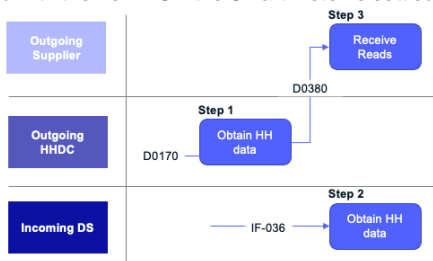 Step 3
Outgoing
Supplier
Receive
Reads
D0380
Step 1
Outgoing
HHDC
Obtain HH
data
D0170
Step 2
Incoming DS
IF-036
Obtain HH
data